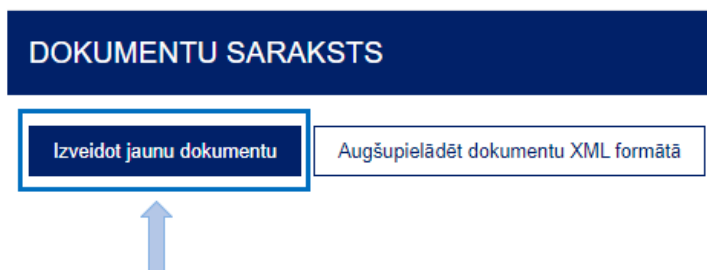 DOKUMENTU SARAKSTS
Izveidot jaunu dokumentu
Augšupielādēt dokumentu XML formātā